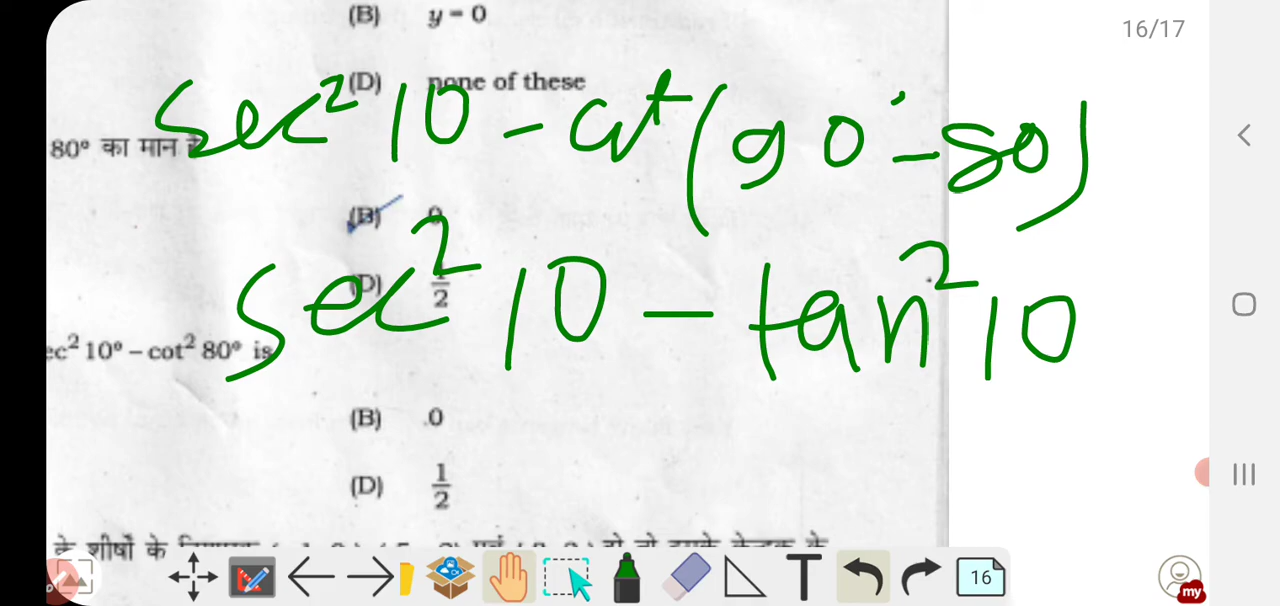 (B) y = 0
16/17
(D) none of these
sec² 10 - cot (90° - 80)
80° का मान है
(B) 0
sec² 10 - tan² 10
(D) 1/2
ec² 10° – cot² 80° is
(B) 0
(D) 1/2
के शीर्षों के
T
16
my